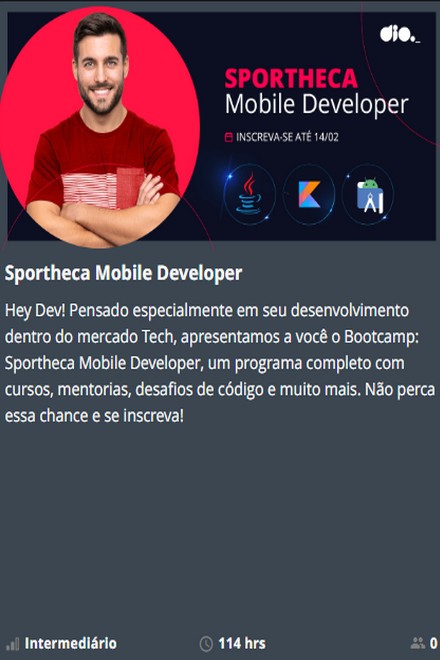 dio._
SPORTHECA
Mobile Developer
INSCREVA-SE ATÉ 14/02
Sportheca Mobile Developer
Hey Dev! Pensado especialmente em seu desenvolvimento
dentro do mercado Tech, apresentamos a você o Bootcamp:
Sportheca Mobile Developer, um programa completo com
cursos, mentorias, desafios de código e muito mais. Não perca
essa chance e se inscreva!
Intermediário 114 hrs 0